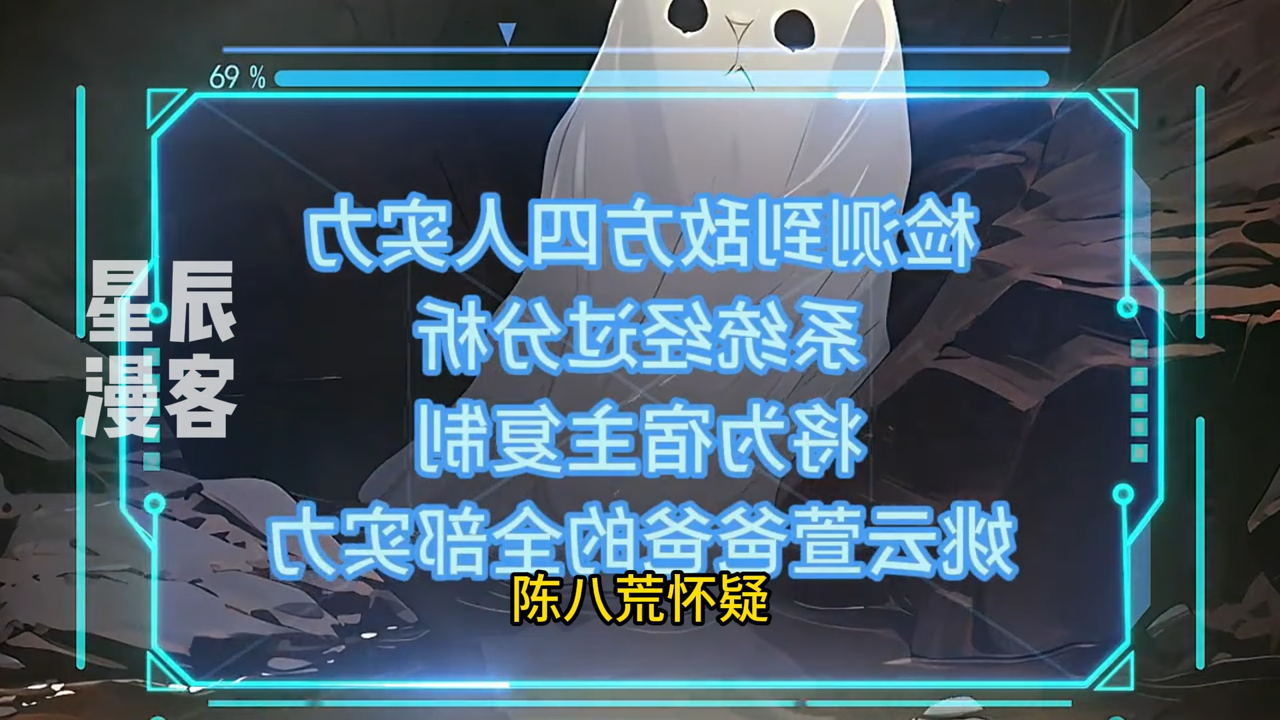 69 %
检测到敌方四人实力
系统经过分析
将为宿主复制
姚云萱爸爸的全部实力
星辰
漫客
陈八荒怀疑